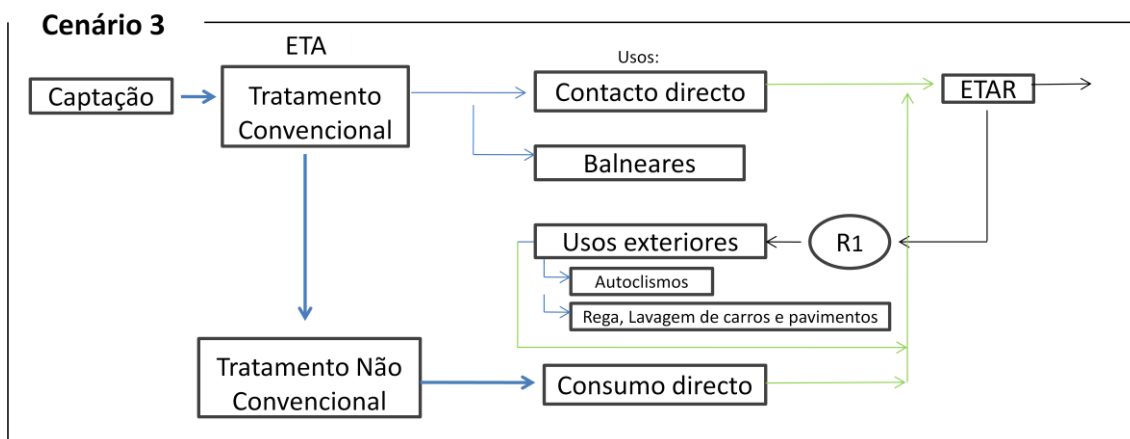 Cenário 3
ETA
Usos:
Captação
Tratamento
Convencional
Contacto directo
ETAR
Balneares
Usos exteriores
R1
Autoclismos
Rega, Lavagem de carros e pavimentos
Tratamento Não
Convencional
Consumo directo